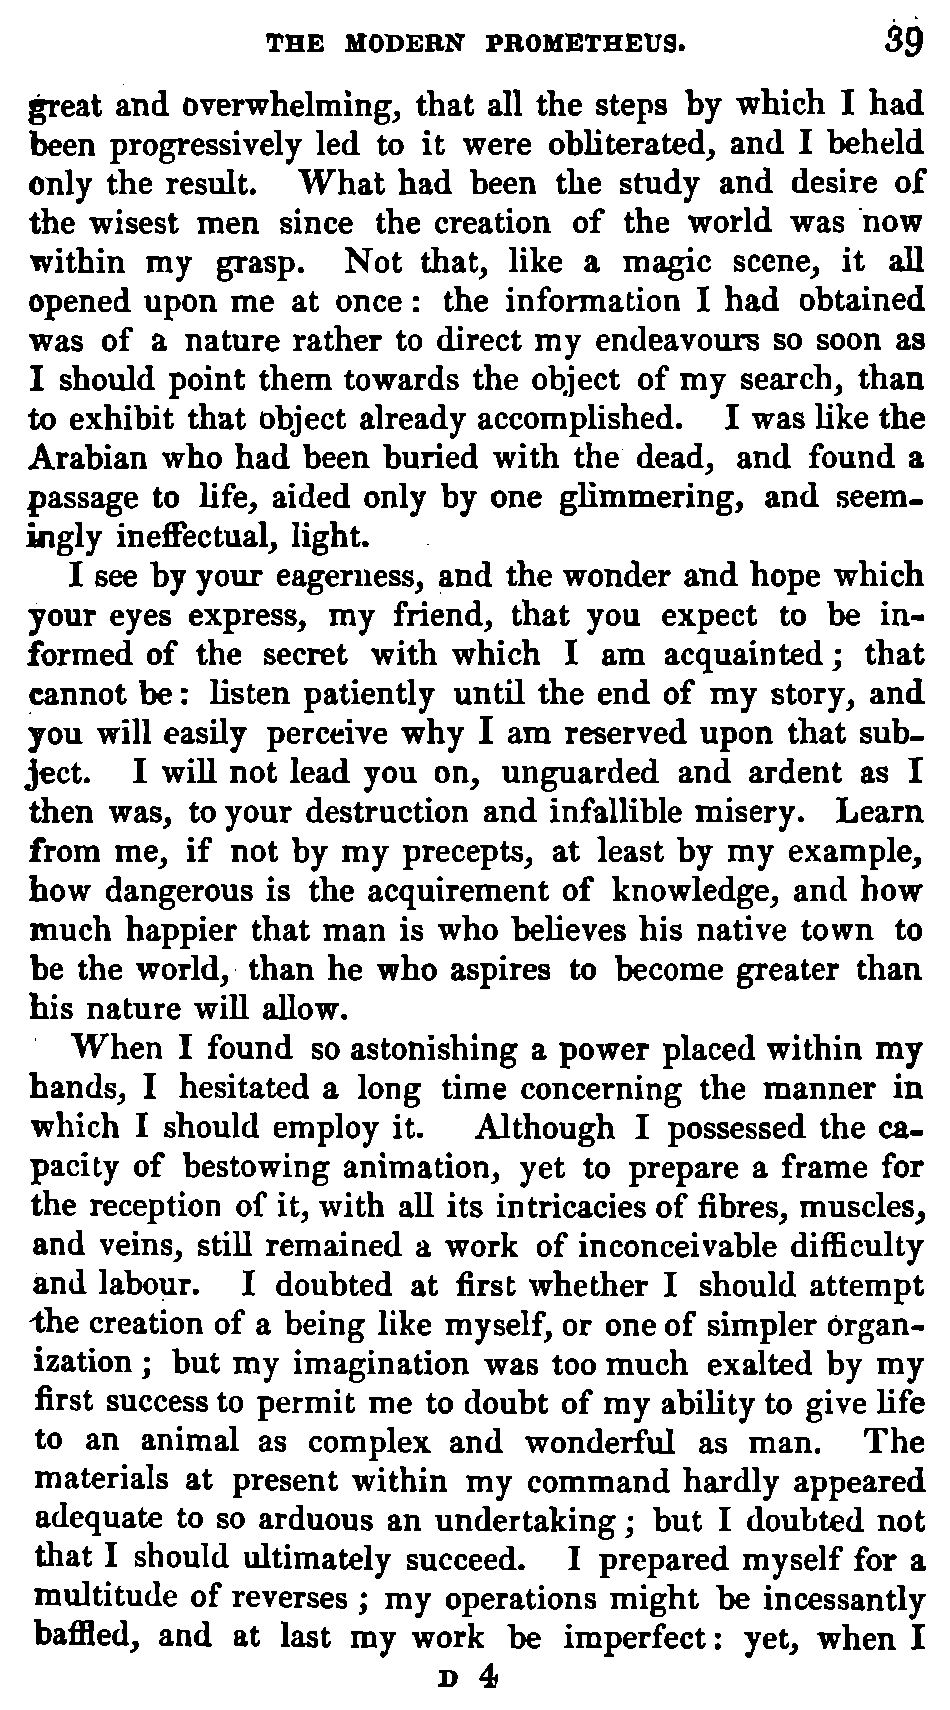 THE MODERN PROMETHEUS. 39
great and overwhelming, that all the steps by which I had
been progressively led to it were obliterated, and I beheld
only the result. What had been the study and desire of
the wisest men since the creation of the world was now
within my grasp. Not that, like a magic scene, it all
opened upon me at once : the information I had obtained
was of a nature rather to direct my endeavours so soon as
I should point them towards the object of my search, than
to exhibit that object already accomplished. I was like the
Arabian who had been buried with the dead, and found a
passage to life, aided only by one glimmering, and seem-
ingly ineffectual, light.
I see by your eagerness, and the wonder and hope which
your eyes express, my friend, that you expect to be in-
formed of the secret with which I am acquainted ; that
cannot be : listen patiently until the end of my story, and
you will easily perceive why I am reserved upon that sub-
ject. I will not lead you on, unguarded and ardent as I
then was, to your destruction and infallible misery. Learn
from me, if not by my precepts, at least by my example,
how dangerous is the acquirement of knowledge, and how
much happier that man is who believes his native town to
be the world, than he who aspires to become greater than
his nature will allow.
When I found so astonishing a power placed within my
hands, I hesitated a long time concerning the manner in
which I should employ it. Although I possessed the ca-
pacity of bestowing animation, yet to prepare a frame for
the reception of it, with all its intricacies of fibres, muscles,
and veins, still remained a work of inconceivable difficulty
and labour. I doubted at first whether I should attempt
the creation of a being like myself, or one of simpler organ-
ization ; but my imagination was too much exalted by my
first success to permit me to doubt of my ability to give life
to an animal as complex and wonderful as man. The
materials at present within my command hardly appeared
adequate to so arduous an undertaking ; but I doubted not
that I should ultimately succeed. I prepared myself for a
multitude of reverses ; my operations might be incessantly
baffled, and at last my work be imperfect : yet, when I
D 4